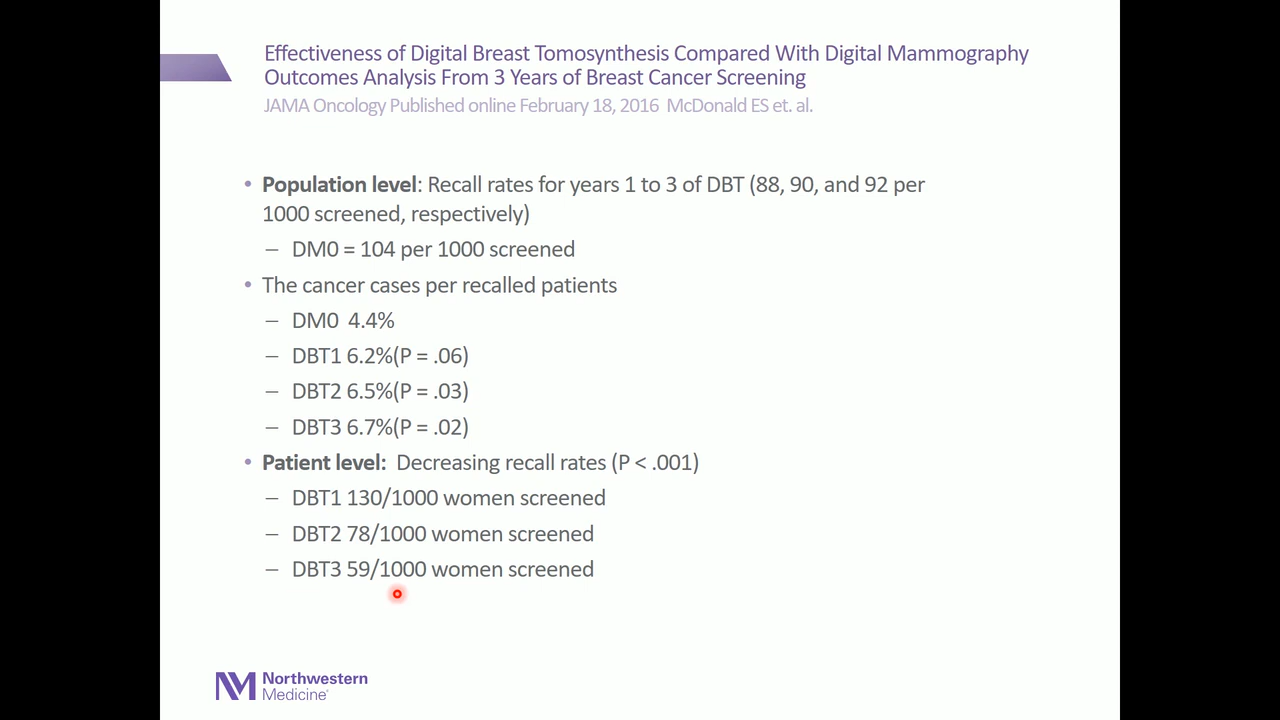 Effectiveness of Digital Breast Tomosynthesis Compared With Digital Mammography
Outcomes Analysis From 3 Years of Breast Cancer Screening
JAMA Oncology Published online February 18, 2016  McDonald ES et. al.
• Population level: Recall rates for years 1 to 3 of DBT (88, 90, and 92 per
1000 screened, respectively)
– DM0 = 104 per 1000 screened
• The cancer cases per recalled patients
– DM0  4.4%
– DBT1 6.2%(P = .06)
– DBT2 6.5%(P = .03)
– DBT3 6.7%(P = .02)
• Patient level:  Decreasing recall rates (P < .001)
– DBT1 130/1000 women screened
– DBT2 78/1000 women screened
– DBT3 59/1000 women screened
NM Northwestern
Medicine®